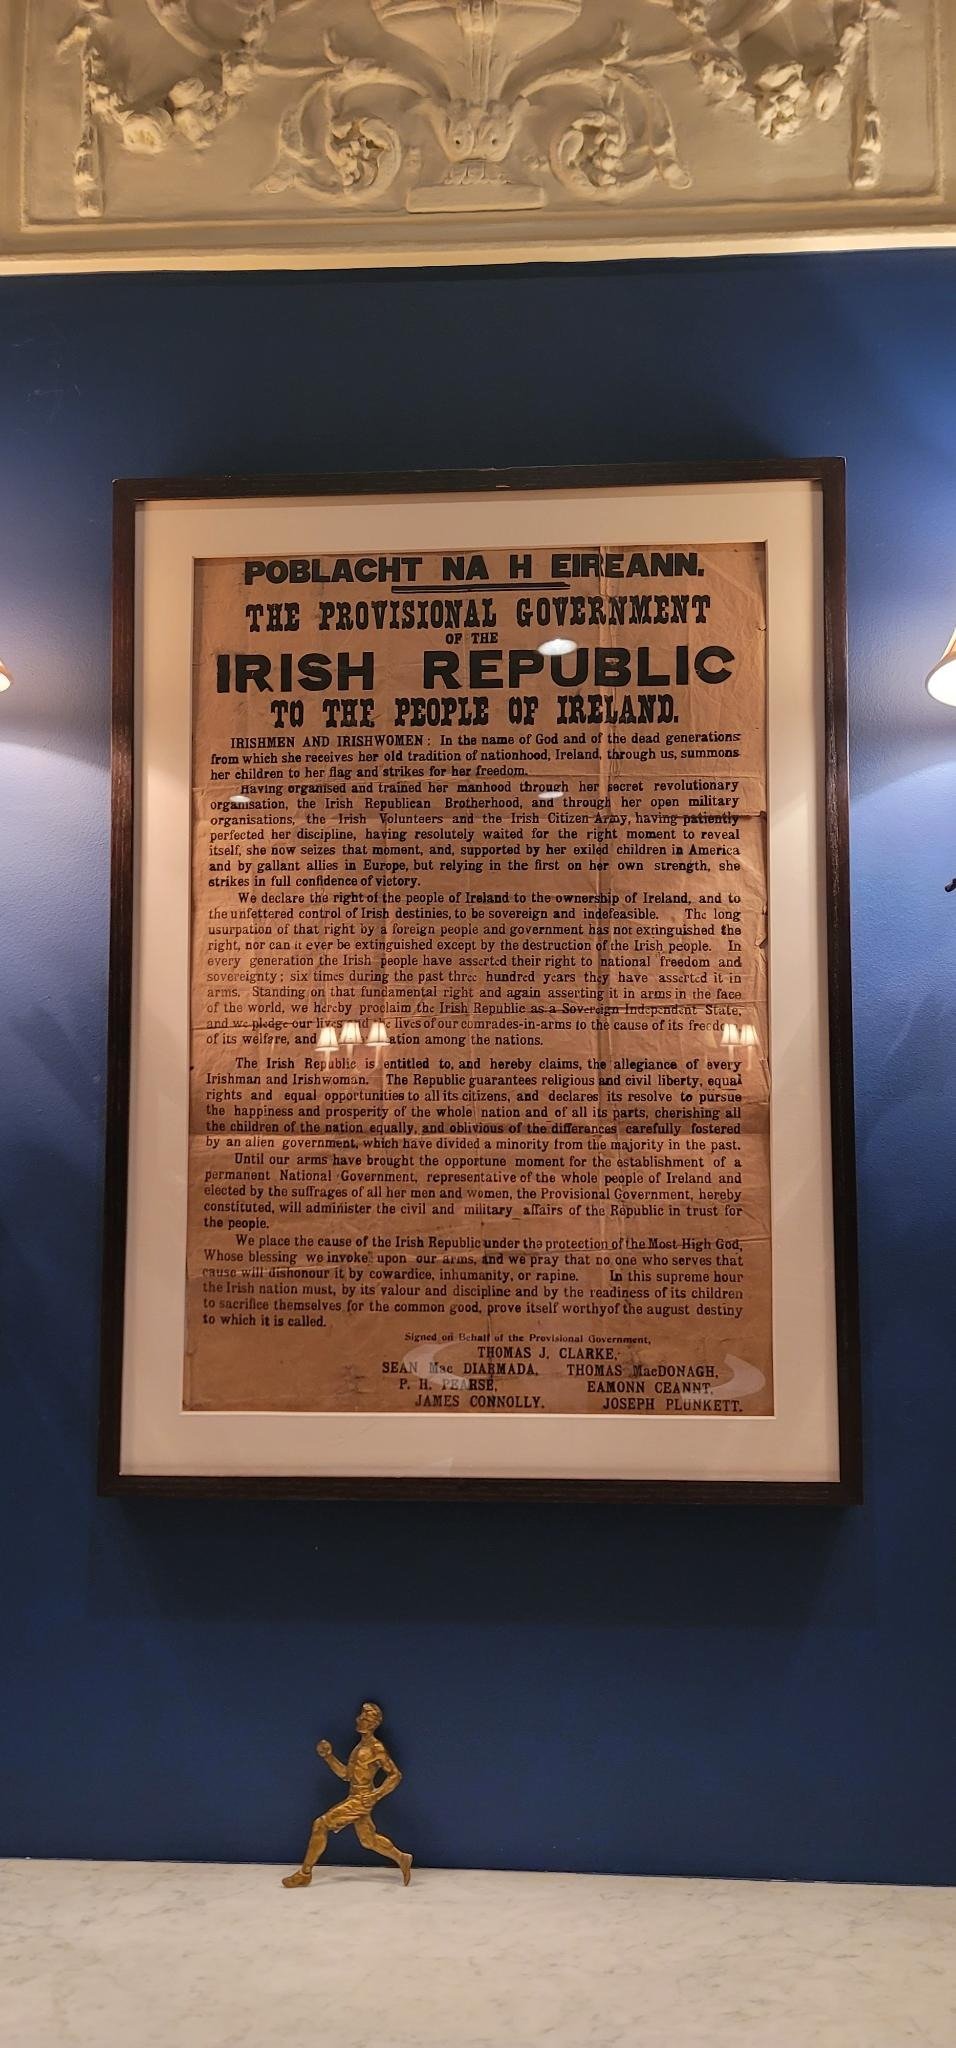 POBLACHT NA H EIREANN.
THE PROVISIONAL GOVERNMENT
OF THE
IRISH REPUBLIC
TO THE PEOPLE OF IRELAND.
IRISHMEN AND IRISHWOMEN : In the name of God and of the dead generations
from which she receives her old tradition of nationhood, Ireland, through us, summons
her children to her flag and strikes for her freedom.
Having organised and trained her manhood through her secret revolutionary
organisation, the Irish Republican Brotherhood, and through her open military
organisations, the Irish Volunteers and the Irish Citizen Army, having patiently
perfected her discipline, having resolutely waited for the right moment to reveal
itself, she now seizes that moment, and, supported by her exiled children in America
and by gallant allies in Europe, but relying in the first on her own strength, she
strikes in full confidence of victory.
We declare the right of the people of Ireland to the ownership of Ireland, and to
the unfettered control of Irish destinies, to be sovereign and indefeasible. The long
usurpation of that right by a foreign people and government has not extinguished the
right, nor can it ever be extinguished except by the destruction of the Irish people. In
every generation the Irish people have asserted their right to national freedom and
sovereignty ; six times during the past three hundred years they have asserted it in
arms. Standing on that fundamental right and again asserting it in arms in the face
of the world, we hereby proclaim the Irish Republic as a Sovereign Independent State,
and we pledge our lives and the lives of our comrades-in-arms to the cause of its freedom
of its welfare, and ation among the nations.
The Irish Republic is entitled to, and hereby claims, the allegiance of every
Irishman and Irishwoman. The Republic guarantees religious and civil liberty, equal
rights and equal opportunities to all its citizens, and declares its resolve to pursue
the happiness and prosperity of the whole nation and of all its parts, cherishing all
the children of the nation equally, and oblivious of the differences carefully fostered
by an alien government, which have divided a minority from the majority in the past.
Until our arms have brought the opportune moment for the establishment of a
permanent National Government, representative of the whole people of Ireland and
elected by the suffrages of all her men and women, the Provisional Government, hereby
constituted, will administer the civil and military affairs of the Republic in trust for
the people.
We place the cause of the Irish Republic under the protection of the Most High God,
Whose blessing we invoke upon our arms, and we pray that no one who serves that
cause will dishonour it by cowardice, inhumanity, or rapine. In this supreme hour
the Irish nation must, by its valour and discipline and by the readiness of its children
to sacrifice themselves for the common good, prove itself worthy of the august destiny
to which it is called.
Signed on Behalf of the Provisional Government,
THOMAS J. CLARKE,
SEAN Mac DIARMADA, THOMAS MacDONAGH,
P. H. PEARSE, EAMONN CEANNT,
JAMES CONNOLLY. JOSEPH PLUNKETT.